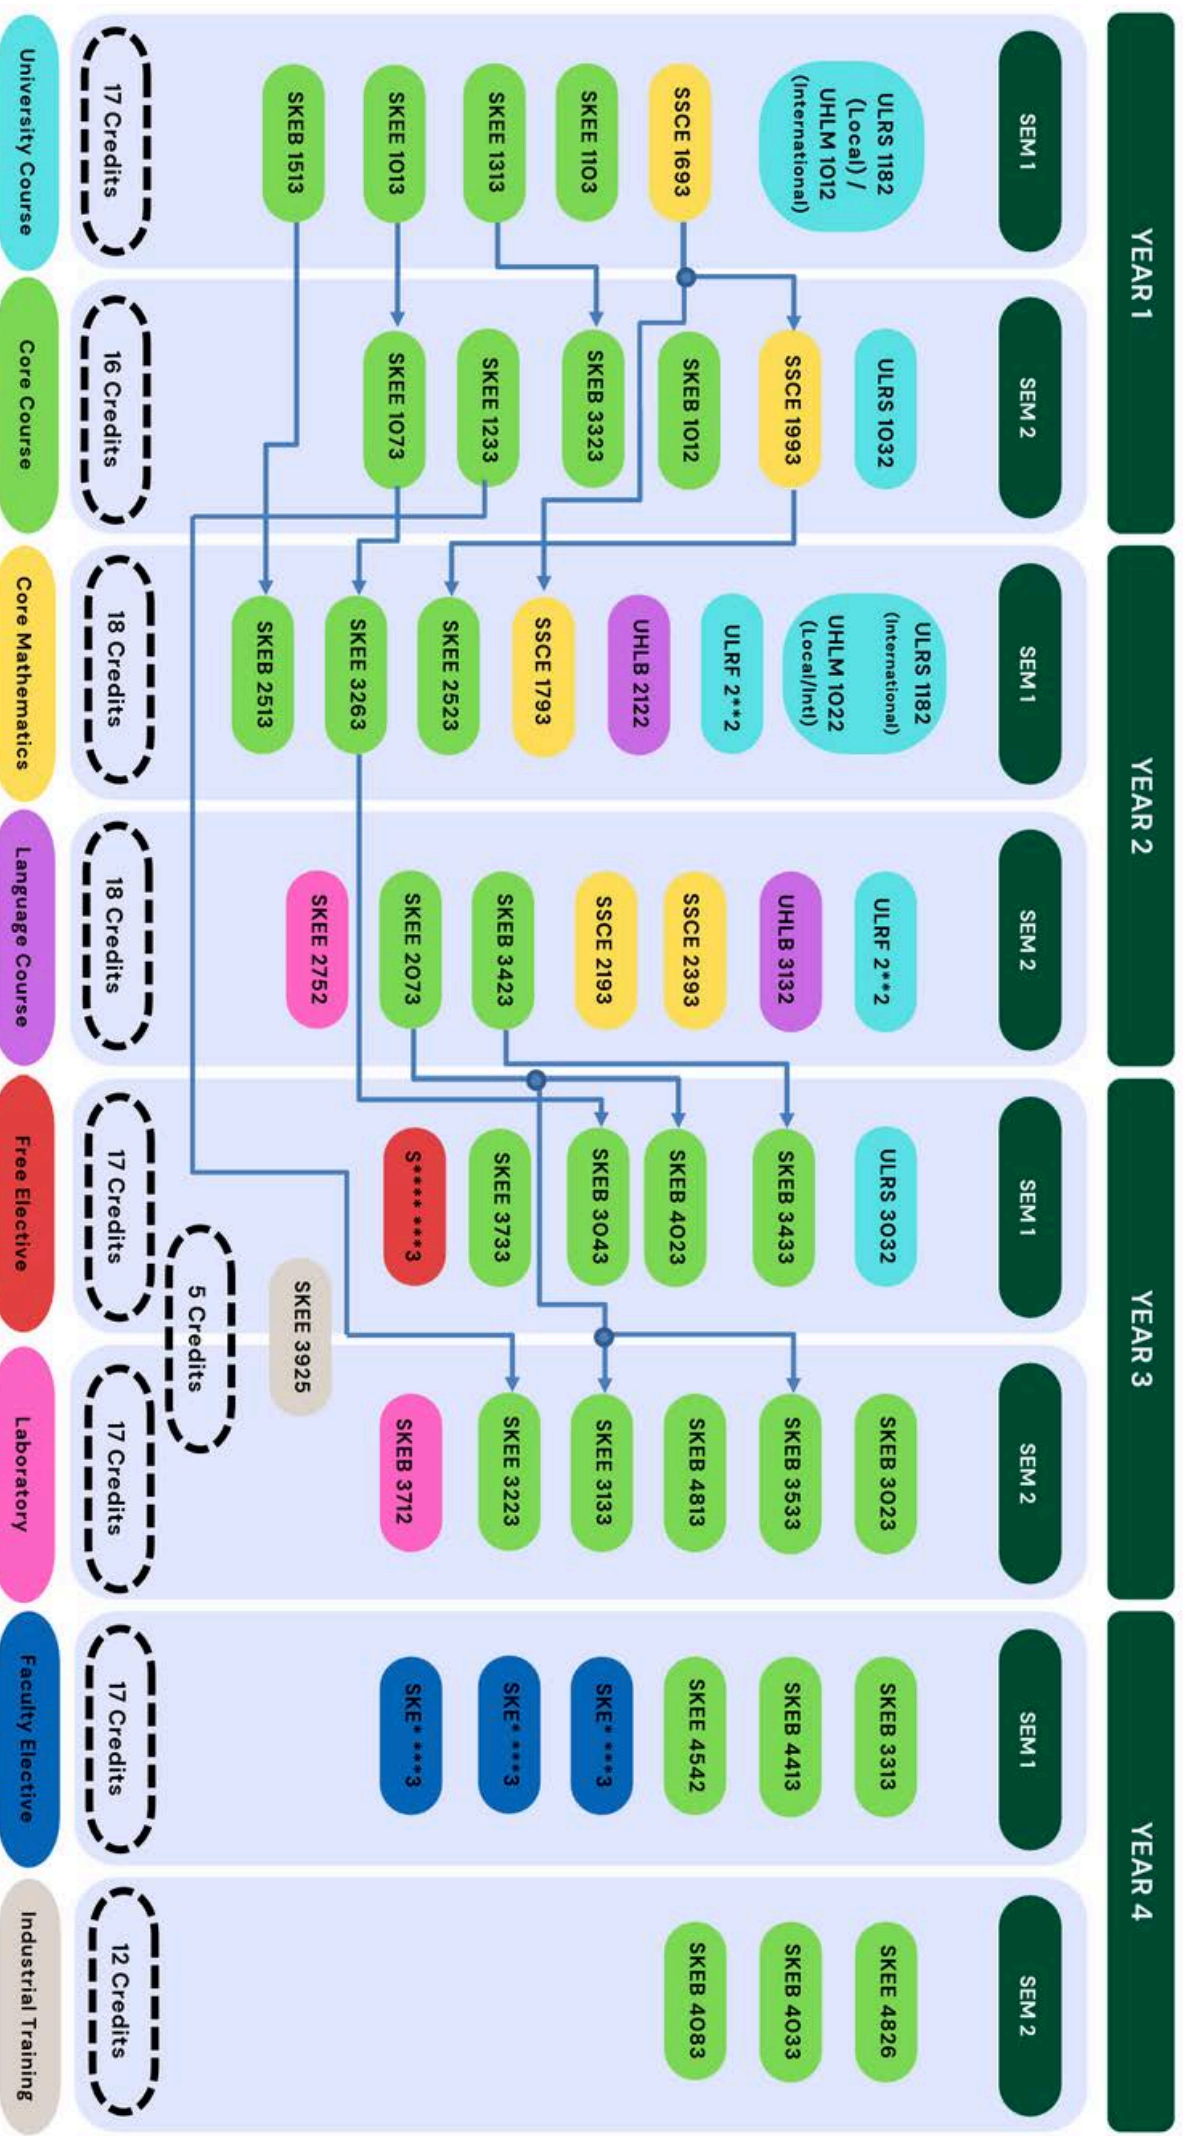 YEAR 1
SEM 1
ULRS 1182
(Local) /
UHLM 1012
(International)
SSCE 1693
SKEE 1103
SKEE 1313
SKEE 1013
SKEB 1513
17 Credits
SEM 2
ULRS 1032
SSCE 1993
SKEB 1012
SKEB 3323
SKEE 1233
SKEE 1073
16 Credits
YEAR 2
SEM 1
ULRS 1182
(International)
UHLM 1022
(Local/Intl)
ULRF 2**2
UHLB 2122
SSCE 1793
SKEE 2523
SKEE 3263
SKEB 2513
18 Credits
SEM 2
ULRF 2**2
UHLB 3132
SSCE 2393
SSCE 2193
SKEB 3423
SKEE 2073
SKEE 2752
18 Credits
YEAR 3
SEM 1
ULRS 3032
SKEB 3433
SKEB 4023
SKEB 3043
SKEE 3733
S**** ***3
17 Credits
SKEE 3925
5 Credits
SEM 2
SKEB 3023
SKEB 3533
SKEB 4813
SKEE 3133
SKEE 3223
SKEB 3712
17 Credits
YEAR 4
SEM 1
SKEB 3313
SKEB 4413
SKEE 4542
SKE* ***3
SKE* ***3
SKE* ***3
17 Credits
SEM 2
SKEE 4826
SKEB 4033
SKEB 4083
12 Credits
University Course
Core Course
Core Mathematics
Language Course
Free Elective
Laboratory
Faculty Elective
Industrial Training